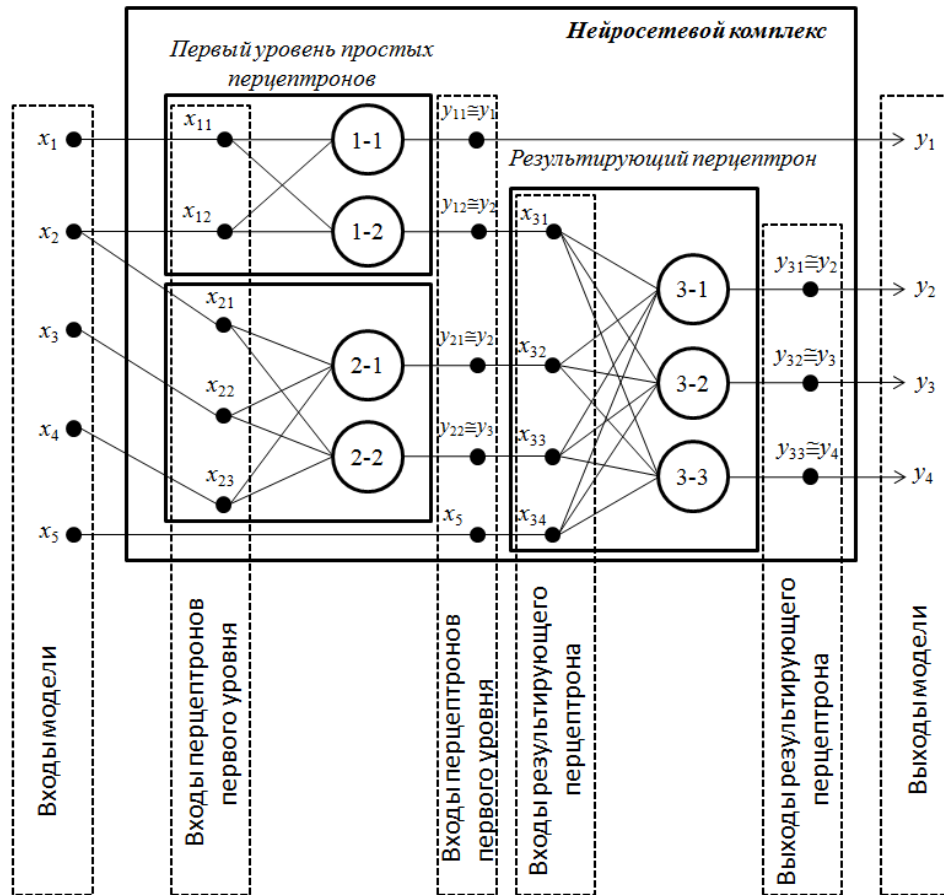 Нейросетевой комплекс
Первый уровень простых
перцептронов
x₁
x₂
x₃
x₄
x₅
x₁₁
x₁₂
x₂₁
x₂₂
x₂₃
1-1
1-2
2-1
2-2
y₁₁≅y₁
y₁₂≅y₂
y₂₁≅y₂
y₂₂≅y₃
x₅
Результирующий перцептрон
x₃₁
x₃₂
x₃₃
x₃₄
3-1
3-2
3-3
y₃₁≅y₂
y₃₂≅y₃
y₃₃≅y₄
y₁
y₂
y₃
y₄
Входы модели
Входы перцептронов
первого уровня
Входы перцептронов
первого уровня
Входы результирующего
перцептрона
Выходы результирующего
перцептрона
Выходы модели